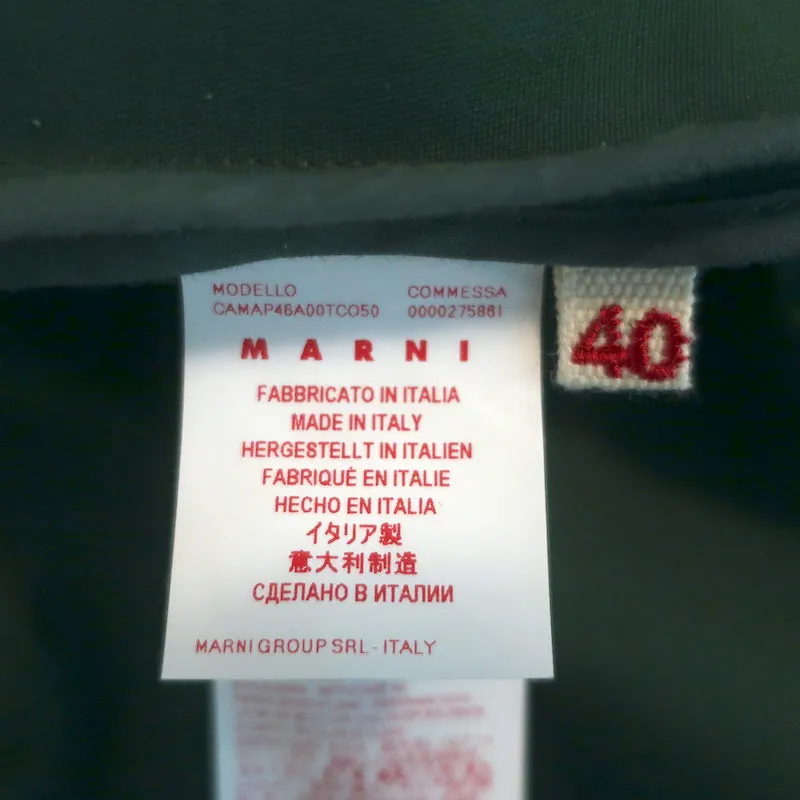 MODELLO COMMESSA
CAMAP46A00TCO50 0000275861
MARNI
40
FABBRICATO IN ITALIA
MADE IN ITALY
HERGESTELLT IN ITALIEN
FABRIQUÉ EN ITALIE
HECHO EN ITALIA
イタリア製
意大利制造
СДЕЛАНО В ИТАЛИИ
MARNI GROUP SRL - ITALY